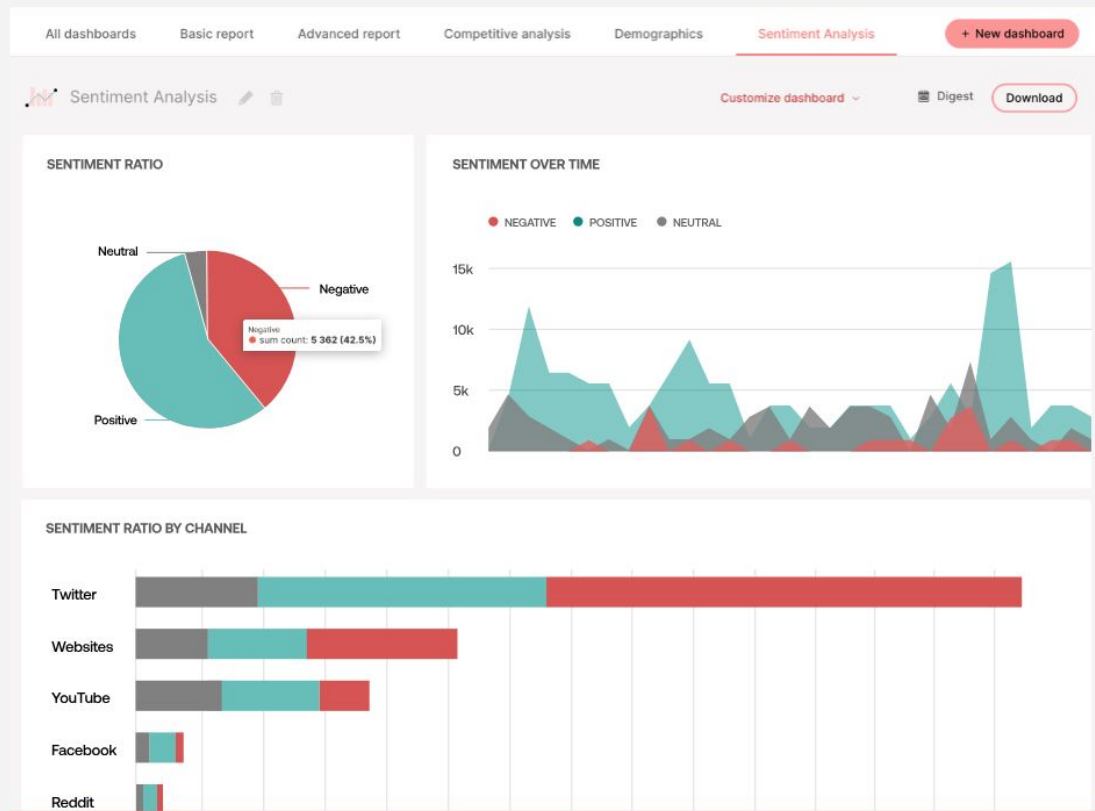 All dashboards Basic report Advanced report Competitive analysis Demographics Sentiment Analysis + New dashboard
Sentiment Analysis Customize dashboard Digest Download
SENTIMENT RATIO
Neutral
Negative
Negative
sum count: 5 362 (42.5%)
Positive
SENTIMENT OVER TIME
NEGATIVE POSITIVE NEUTRAL
15k
10k
5k
0
SENTIMENT RATIO BY CHANNEL
Twitter
Websites
YouTube
Facebook
Reddit